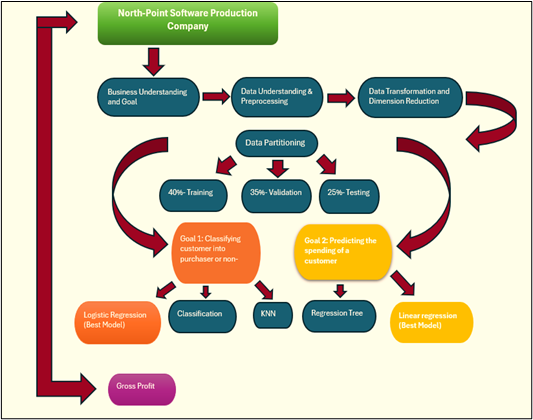 North-Point Software Production
Company
Business Understanding
and Goal
Data Understanding &
Preprocessing
Data Transformation and
Dimension Reduction
Data Partitioning
40%- Training
35%- Validation
25%- Testing
Goal 1: Classifying
customer into
purchaser or non-
Goal 2: Predicting the
spending of a
customer
Logistic Regression
(Best Model)
Classification
KNN
Regression Tree
Linear regression
(Best Model)
Gross Profit